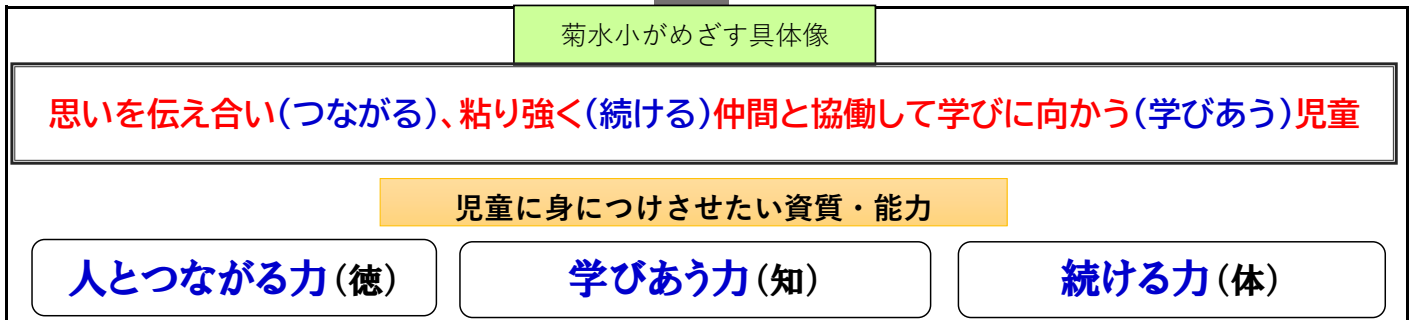 菊水小がめざす具体像
思いを伝え合い(つながる)、粘り強く(続ける)仲間と協働して学びに向かう(学びあう)児童
児童に身につけさせたい資質・能力
人とつながる力(徳)
学びあう力(知)
続ける力(体)